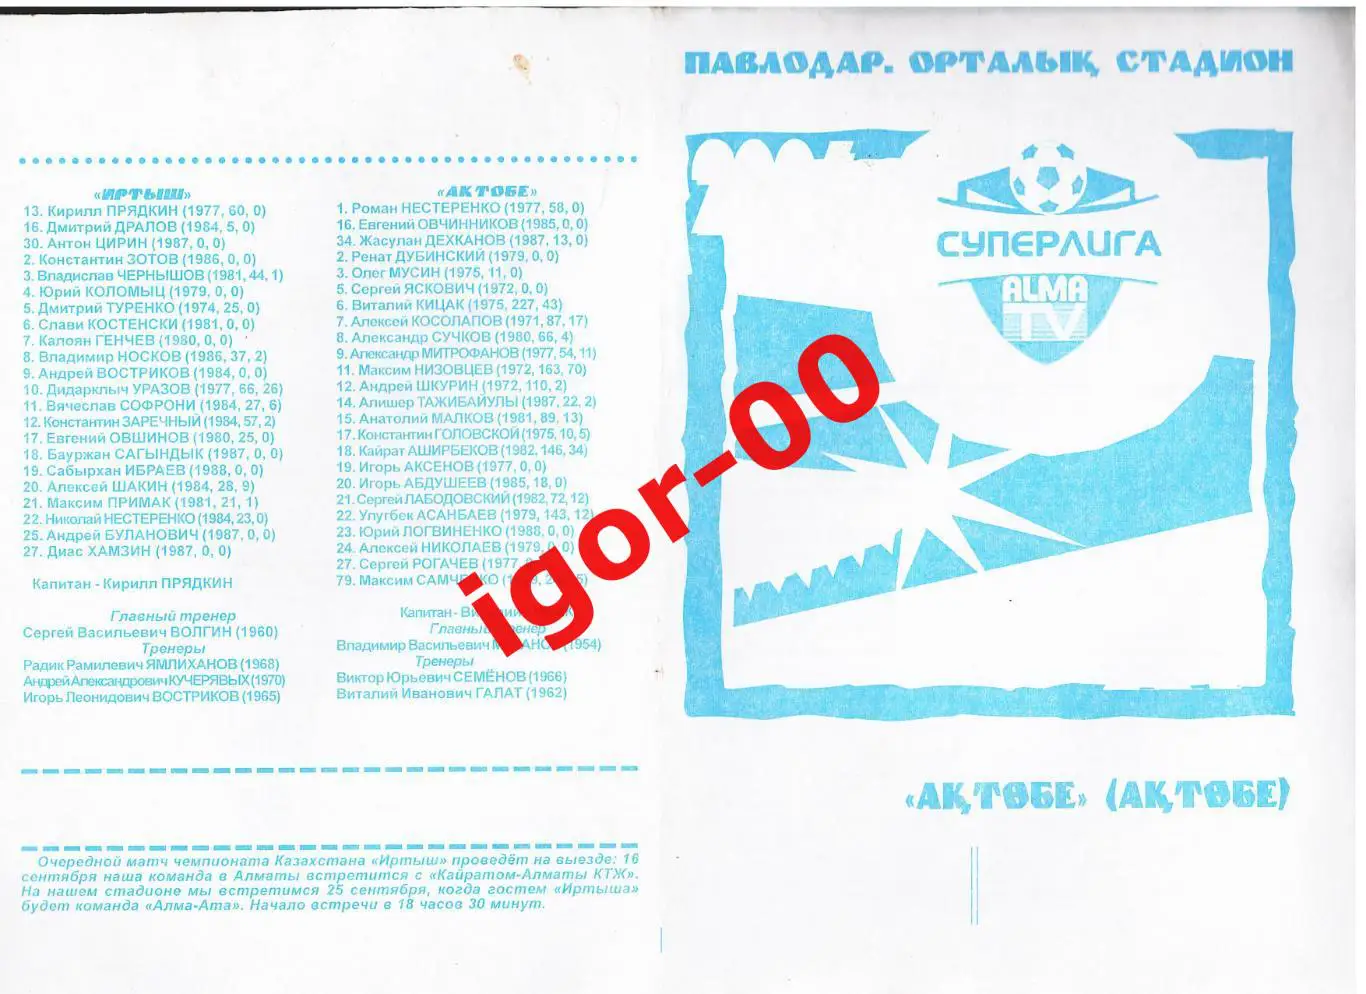 «ИРТЫШ»
13. Кирилл ПРЯДКИН (1977, 60, 0)
16. Дмитрий ДРАЛОВ (1984, 5, 0)
30. Антон ЦИРИН (1987, 0, 0)
2. Константин ЗОТОВ (1986, 0, 0)
3. Владислав ЧЕРНЫШОВ (1981, 44, 1)
4. Юрий КОЛОМЫЦ (1979, 0, 0)
5. Дмитрий ТУРЕНКО (1974, 25, 0)
6. Слави КОСТЕНСКИ (1981, 0, 0)
7. Калоян ГЕНЧЕВ (1980, 0, 0)
8. Владимир НОСКОВ (1986, 37, 2)
9. Андрей ВОСТРИКОВ (1984, 0, 0)
10. Дидарклыч УРАЗОВ (1977, 66, 26)
11. Вячеслав СОФРОНИ (1984, 27, 6)
12. Константин ЗАРЕЧНЫЙ (1984, 57, 2)
17. Евгений ОВШИНОВ (1980, 25, 0)
18. Бауржан САГЫНДЫК (1987, 0, 0)
19. Сабырхан ИБРАЕВ (1988, 0, 0)
20. Алексей ШАКИН (1984, 28, 9)
21. Максим ПРИМАК (1981, 21, 1)
22. Николай НЕСТЕРЕНКО (1984, 23, 0)
25. Андрей БУЛАНОВИЧ (1987, 0, 0)
27. Диас ХАМЗИН (1987, 0, 0)
Капитан - Кирилл ПРЯДКИН
Главный тренер
Сергей Васильевич ВОЛГИН (1960)
Тренеры
Радик Рамилевич ЯМЛИХАНОВ (1968)
Андрей Александрович КУЧЕРЯВЫХ (1970)
Игорь Леонидович ВОСТРИКОВ (1965)
«АКТОБЕ»
1. Роман НЕСТЕРЕНКО (1977, 58, 0)
16. Евгений ОВЧИННИКОВ (1985, 0, 0)
34. Жасулан ДЕХКАНОВ (1987, 13, 0)
2. Ренат ДУБИНСКИЙ (1979, 0, 0)
3. Олег МУСИН (1975, 11, 0)
5. Сергей ЯСКОВИЧ (1972, 0, 0)
6. Виталий КИЦАК (1975, 227, 43)
7. Алексей КОСОЛАПОВ (1971, 87, 17)
8. Александр СУЧКОВ (1980, 66, 4)
9. Александр МИТРОФАНОВ (1977, 54, 11)
11. Максим НИЗОВЦЕВ (1972, 163, 70)
12. Андрей ШКУРИН (1972, 110, 2)
14. Алишер ТАЖИБАЙУЛЫ (1987, 22, 2)
15. Анатолий МАЛКОВ (1981, 89, 13)
17. Константин ГОЛОВСКОЙ (1975, 10, 5)
18. Кайрат АШИРБЕКОВ (1982, 146, 34)
19. Игорь АКСЕНОВ (1977, 0, 0)
20. Игорь АБДУШЕЕВ (1985, 18, 0)
21. Сергей ЛАБОДОВСКИЙ (1982, 72, 12)
22. Улугбек АСАНБАЕВ (1979, 143, 12)
23. Юрий ЛОГВИНЕНКО (1988, 0, 0)
24. Алексей НИКОЛАЕВ (1979, 0, 0)
27. Сергей РОГАЧЕВ (1977,
79. Максим
Капитан -
Главный тренер
Владимир Васильевич (1954)
Тренеры
Виктор Юрьевич СЕМЁНОВ (1966)
Виталий Иванович ГАЛАТ (1962)
Очередной матч чемпионата Казахстана «Иртыш» проведёт на выезде: 16
сентября наша команда в Алматы встретится с «Кайратом-Алматы КТЖ».
На нашем стадионе мы встретимся 25 сентября, когда гостем «Иртыша»
будет команда «Алма-Ата». Начало встречи в 18 часов 30 минут.
ПАВЛОДАР. ОРТАЛЫҚ СТАДИОН
СУПЕРЛИГА
ALMA
TV
«АҚТӨБЕ» (АҚТӨБЕ)
igor-00